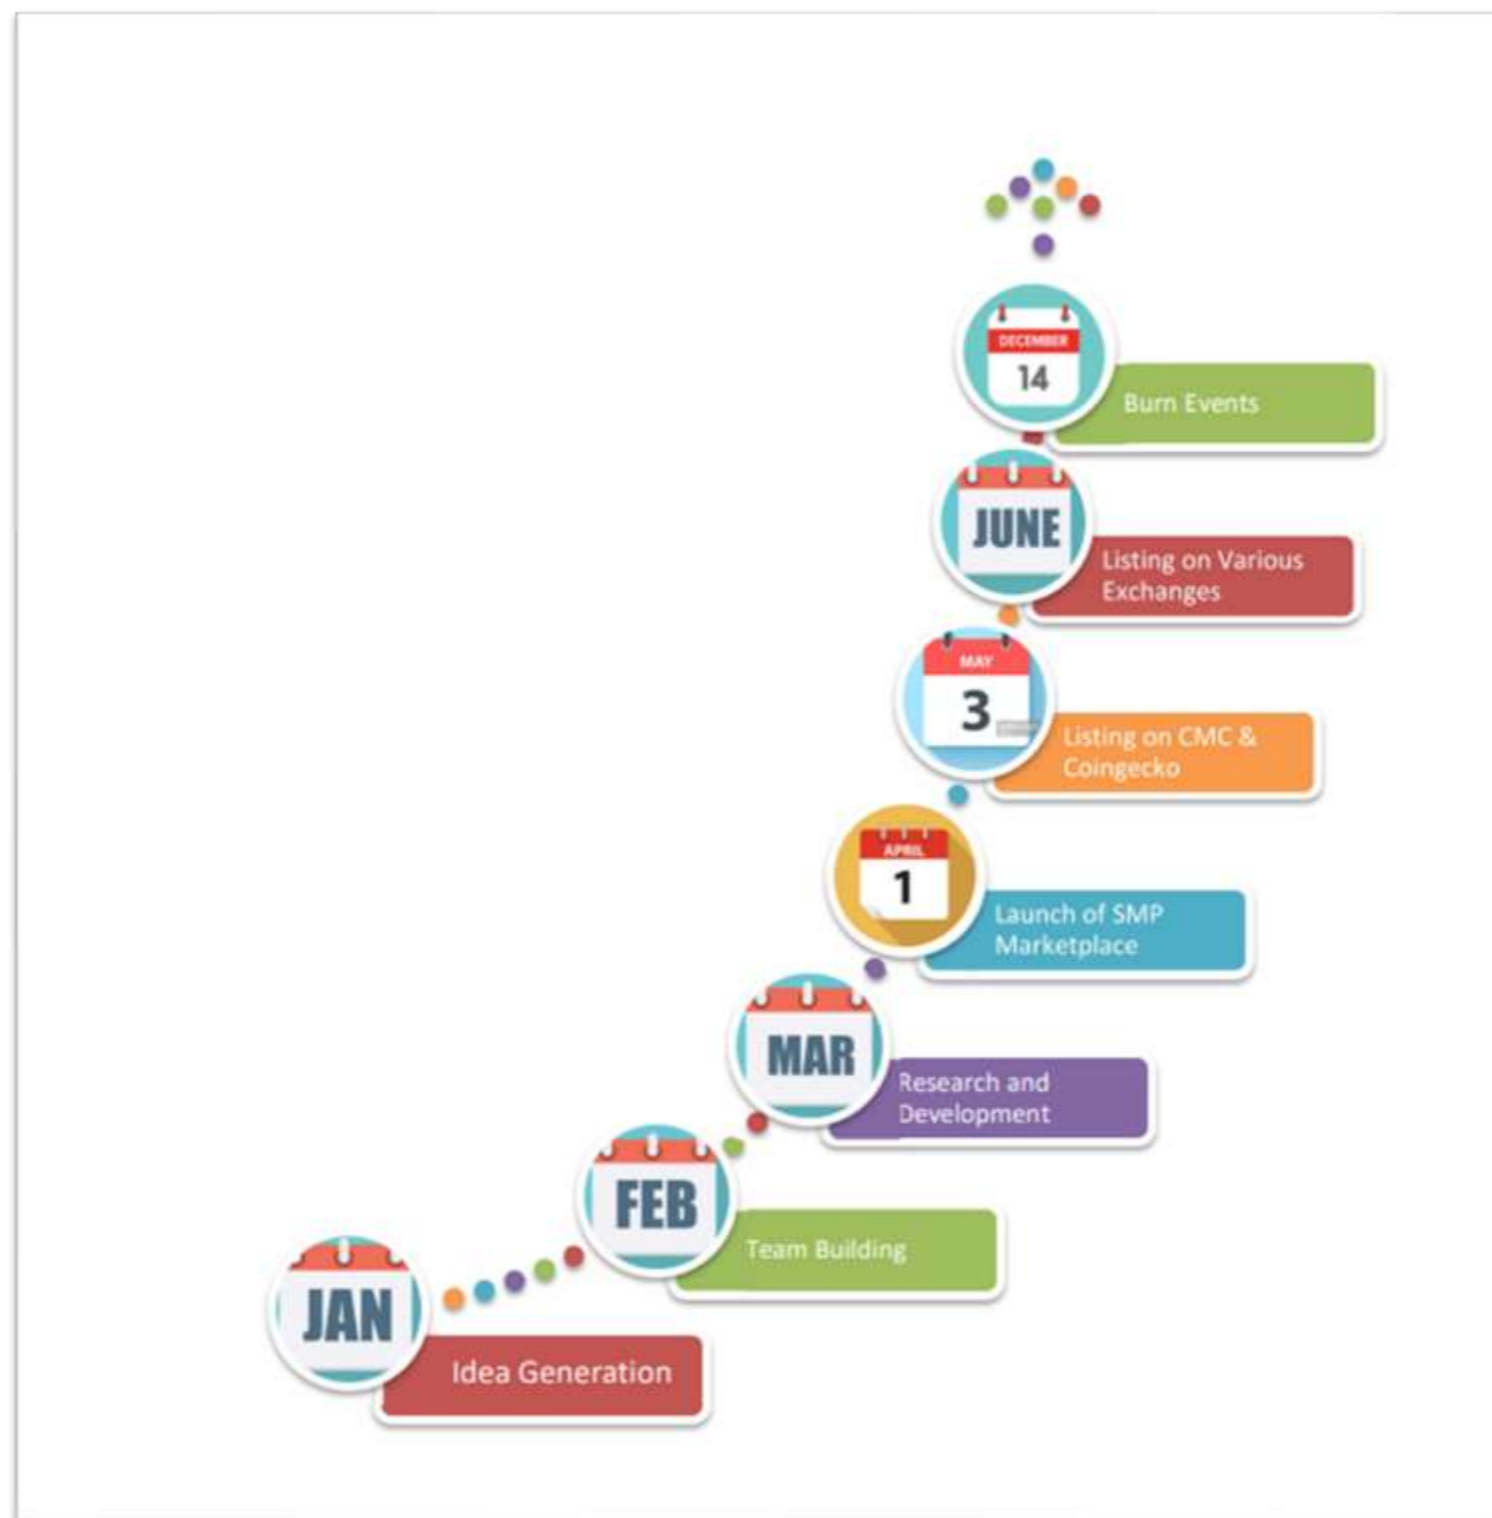 DECEMBER
14
Burn Events
JUNE
Listing on Various
Exchanges
MAY
3
Listing on CMC &
Coingecko
APRIL
1
Launch of SMP
Marketplace
MAR
Research and
Development
FEB
Team Building
JAN
Idea Generation